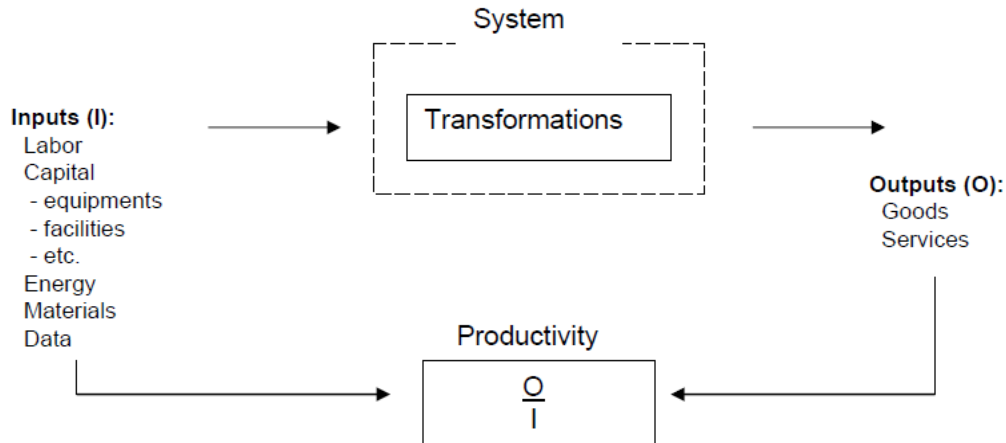 System
Transformations
Inputs (I):
Labor
Capital
- equipments
- facilities
- etc.
Energy
Materials
Data
Outputs (O):
Goods
Services
Productivity
O
I